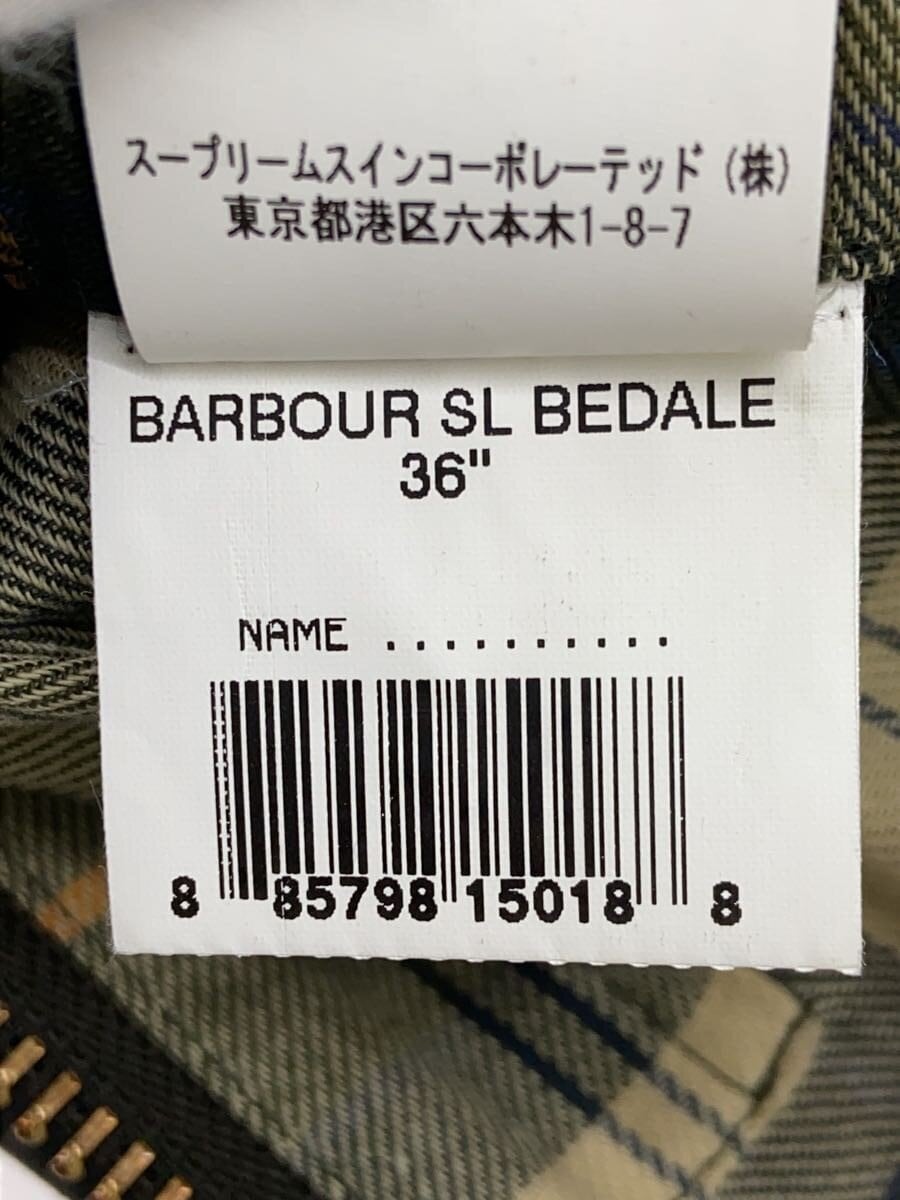 スープリームスインコーポレーテッド（株）
東京都港区六本木1-8-7
BARBOUR SL BEDALE
36"
NAME ..........
8 85798 15018 8